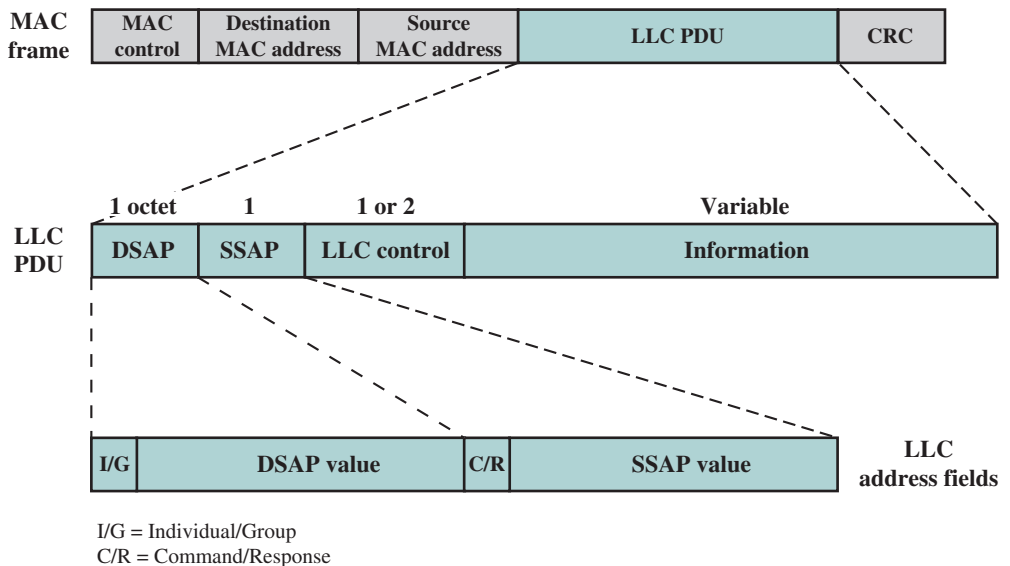 MAC frame
MAC control
Destination MAC address
Source MAC address
LLC PDU
CRC
1 octet
1
1 or 2
Variable
LLC PDU
DSAP
SSAP
LLC control
Information
I/G
DSAP value
C/R
SSAP value
LLC address fields
I/G = Individual/Group
C/R = Command/Response